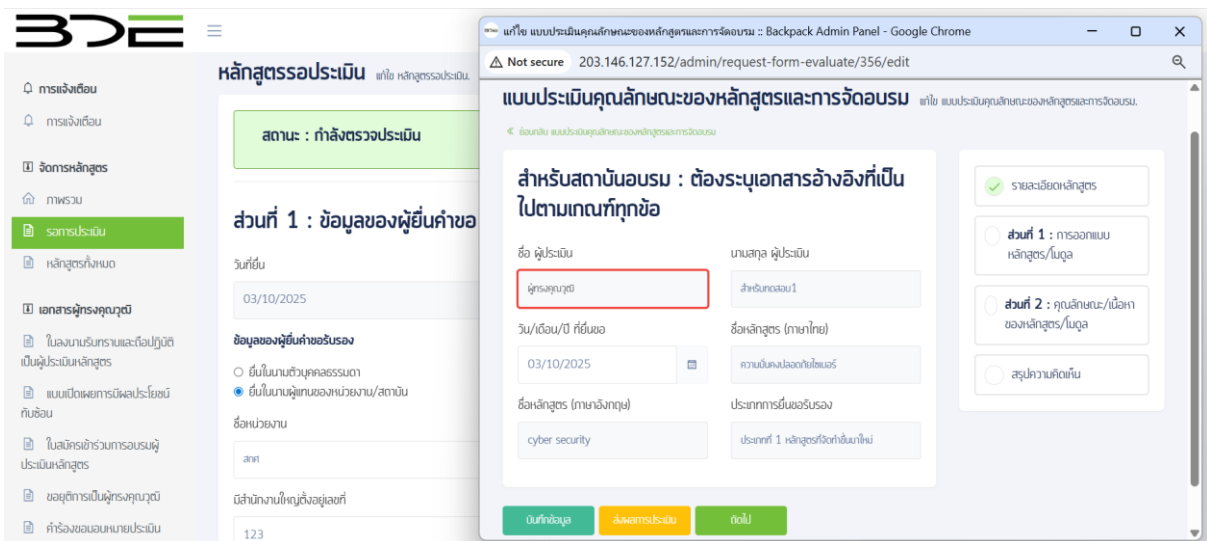 BDE
หลักสูตรรอประเมิน แก้ไข หลักสูตรรอประเมิน.
การแจ้งเตือน
การแจ้งเตือน
จัดการหลักสูตร
ภาพรวม
รอการประเมิน
หลักสูตรทั้งหมด
เอกสารผู้ทรงคุณวุฒิ
ใบลงนามรับทราบและถือปฏิบัติ
เป็นผู้ประเมินหลักสูตร
แบบเปิดเผยการมีผลประโยชน์
ทับซ้อน
ใบสมัครเข้าร่วมการอบรมผู้
ประเมินหลักสูตร
ขอยุติการเป็นผู้ทรงคุณวุฒิ
คำร้องขอมอบหมายประเมิน
สถานะ : กำลังตรวจประเมิน
ส่วนที่ 1 : ข้อมูลของผู้ยื่นคำขอ
วันที่ยื่น
03/10/2025
ข้อมูลของผู้ยื่นคำขอรับรอง
ยื่นในนามตัวบุคคลธรรมดา
ยื่นในนามผู้แทนของหน่วยงาน/สถาบัน
ชื่อหน่วยงาน
สกศ
มีสำนักงานใหญ่ตั้งอยู่เลขที่
123
แก้ไข แบบประเมินคุณลักษณะของหลักสูตรและการจัดอบรม :: Backpack Admin Panel - Google Chrome
Not secure 203.146.127.152/admin/request-form-evaluate/356/edit
แบบประเมินคุณลักษณะของหลักสูตรและการจัดอบรม แก้ไข แบบประเมินคุณลักษณะของหลักสูตรและการจัดอบรม.
ย้อนกลับ แบบประเมินคุณลักษณะของหลักสูตรและการจัดอบรม
สำหรับสถาบันอบรม : ต้องระบุเอกสารอ้างอิงที่เป็น
ไปตามเกณฑ์ทุกข้อ
ชื่อ ผู้ประเมิน นามสกุล ผู้ประเมิน
ผู้ทรงคุณวุฒิ สำหรับทดสอบ1
วัน/เดือน/ปี ที่ยื่นขอ ชื่อหลักสูตร (ภาษาไทย)
03/10/2025 ความมั่นคงปลอดภัยไซเบอร์
ชื่อหลักสูตร (ภาษาอังกฤษ) ประเภทการยื่นขอรับรอง
cyber security ประเภทที่ 1 หลักสูตรที่จัดทำขึ้นมาใหม่
บันทึกข้อมูล ส่งผลการประเมิน ถัดไป
รายละเอียดหลักสูตร
ส่วนที่ 1 : การออกแบบ
หลักสูตร/โมดูล
ส่วนที่ 2 : คุณลักษณะ/เนื้อหา
ของหลักสูตร/โมดูล
สรุปความคิดเห็น